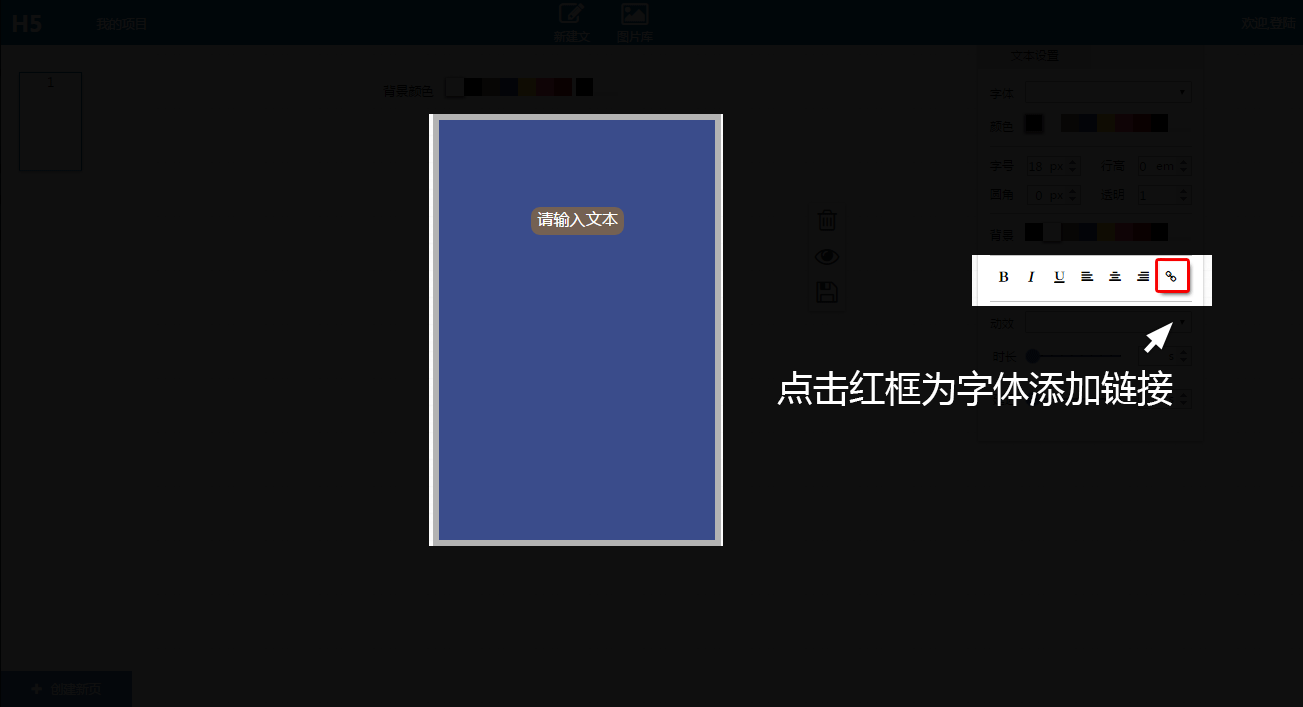 H5
我的项目
新建文
图片库
欢迎登陆
1
背景颜色
文本设置
字体
颜色
字号 18 px 行高 0 em
圆角 0 px 透明 1
背景
请输入文本
B I U
动效
时长 s
点击红框为字体添加链接
+ 创建新页